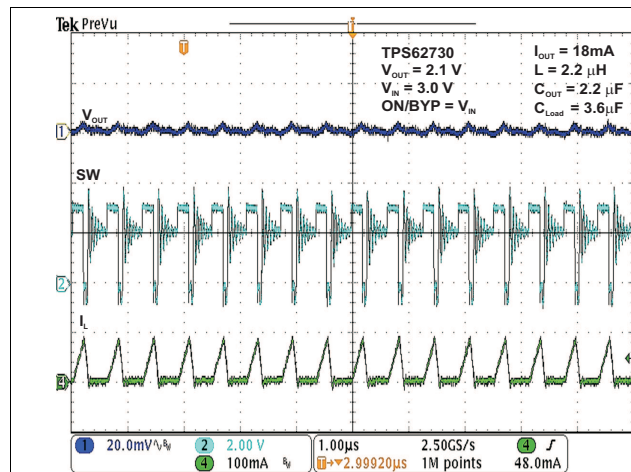 Tek PreVu
T
T
TPS62730
V_OUT = 2.1 V
V_IN = 3.0 V
ON/BYP = V_IN
I_OUT = 18mA
L = 2.2 μH
C_OUT = 2.2 μF
C_Load = 3.6μF
V_OUT
1
SW
2
I_L
4
1 20.0mV∿ B_W 2 2.00 V
4 100mA B_W
1.00μs 2.50GS/s
T→▾2.99920μs 1M points
4 ƒ
48.0mA